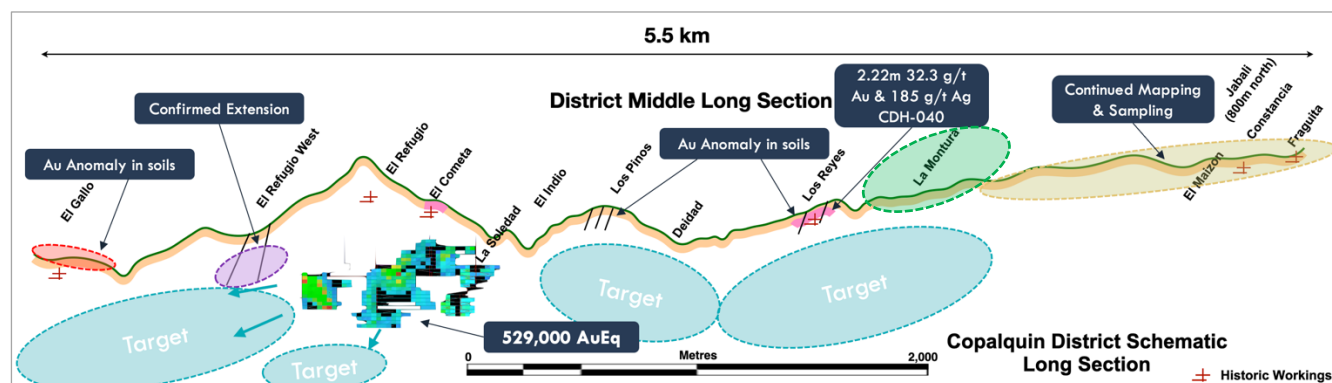 5.5 km
District Middle Long Section
Confirmed Extension
Au Anomaly in soils
2.22m 32.3 g/t
Au & 185 g/t Ag
CDH-040
Continued Mapping
& Sampling
Au Anomaly in soils
El Gallo
El Refugio West
El Refugio
El Cometa
La Soledad
El Indio
Los Pinos
Deidad
Los Reyes
La Montura
El Maizon
Jabali
(800m north)
Constancia
Fraguita
Target
Target
Target
Target
529,000 AuEq
0
Metres
2,000
Copalquin District Schematic
Long Section
Historic Workings